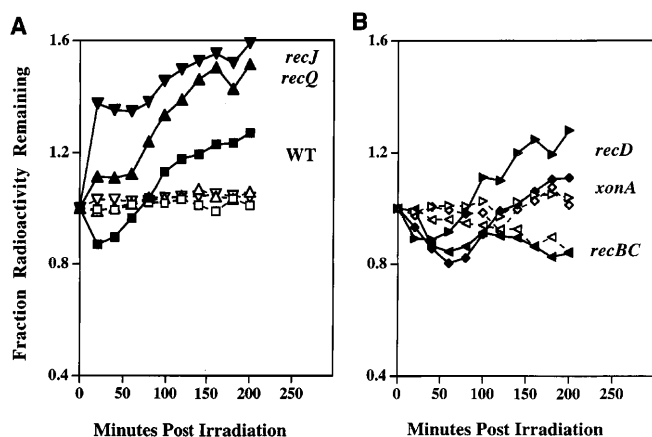 A
Fraction Radioactivity Remaining
1.6
1.2
0.8
0.4
recJ
recQ
WT
0 50 100 150 200 250
Minutes Post Irradiation
B
1.6
1.2
0.8
0.4
recD
xonA
recBC
0 50 100 150 200 250
Minutes Post Irradiation